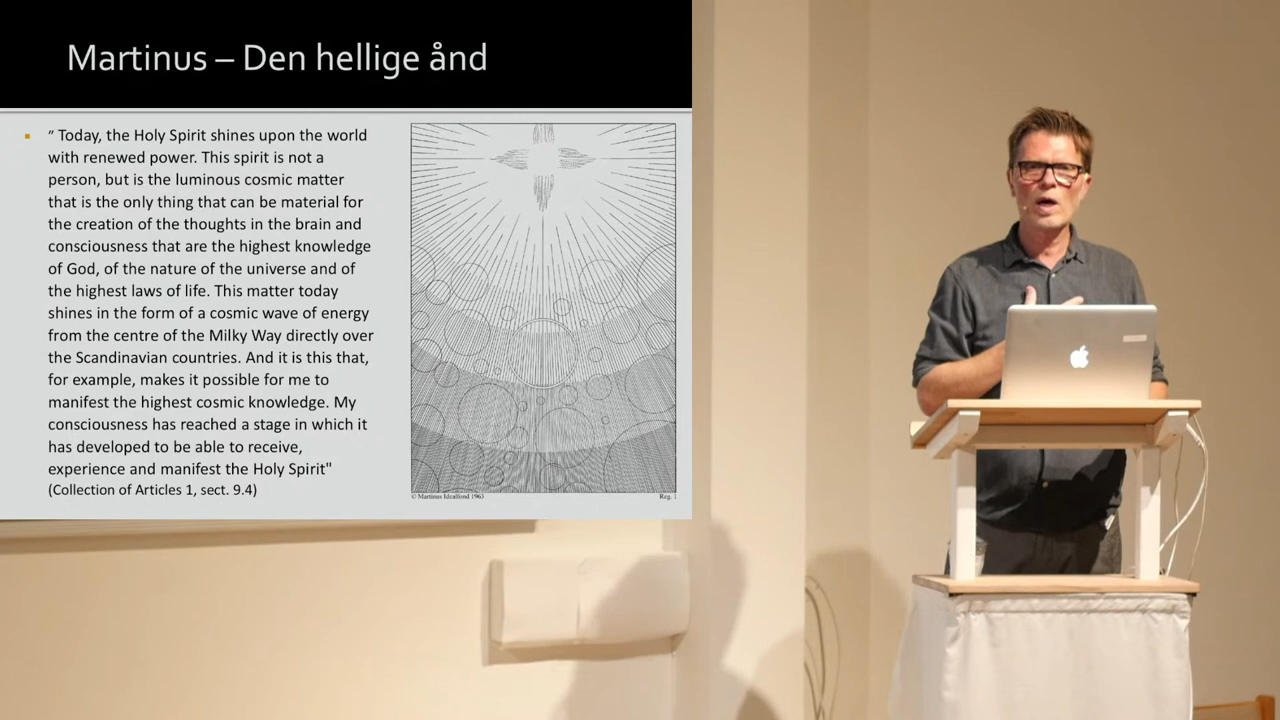 Martinus – Den hellige ånd
" Today, the Holy Spirit shines upon the world
with renewed power. This spirit is not a
person, but is the luminous cosmic matter
that is the only thing that can be material for
the creation of the thoughts in the brain and
consciousness that are the highest knowledge
of God, of the nature of the universe and of
the highest laws of life. This matter today
shines in the form of a cosmic wave of energy
from the centre of the Milky Way directly over
the Scandinavian countries. And it is this that,
for example, makes it possible for me to
manifest the highest cosmic knowledge. My
consciousness has reached a stage in which it
has developed to be able to receive,
experience and manifest the Holy Spirit"
(Collection of Articles 1, sect. 9.4)
© Martinus Idealfond 1963
Reg. 1